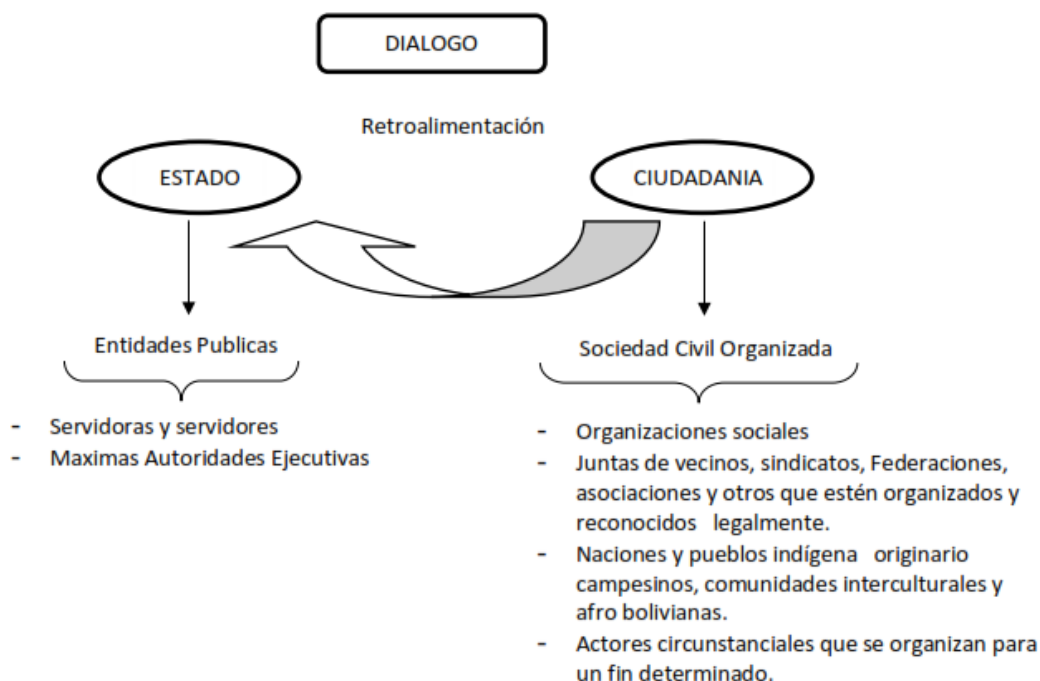 DIALOGO
Retroalimentación
ESTADO
CIUDADANIA
Entidades Publicas
- Servidoras y servidores
- Maximas Autoridades Ejecutivas
Sociedad Civil Organizada
- Organizaciones sociales
- Juntas de vecinos, sindicatos, Federaciones,
asociaciones y otros que estén organizados y
reconocidos legalmente.
- Naciones y pueblos indígena originario
campesinos, comunidades interculturales y
afro bolivianas.
- Actores circunstanciales que se organizan para
un fin determinado.